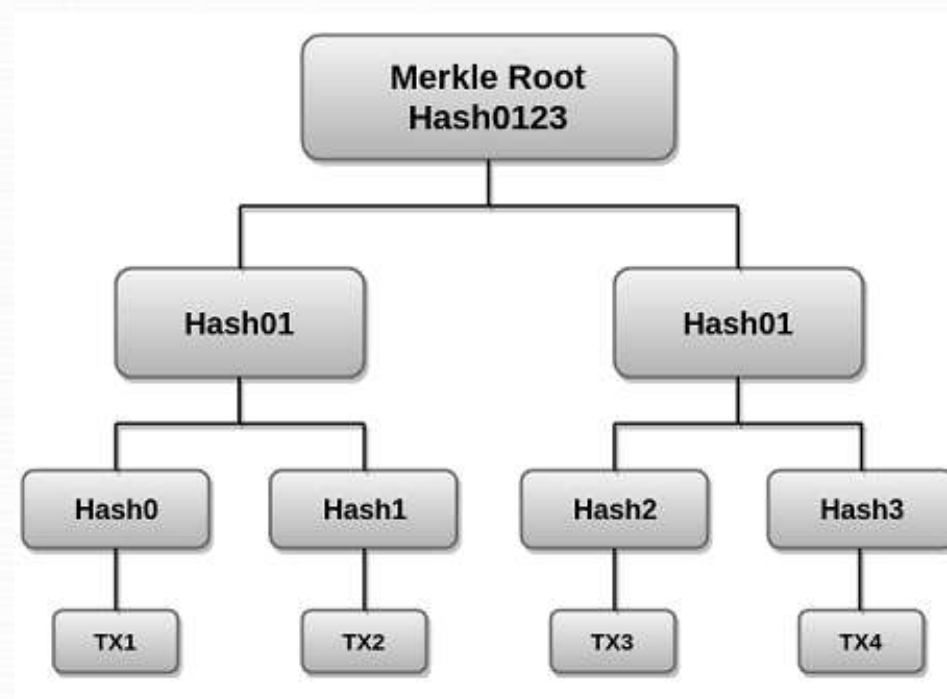 Merkle Root
Hash0123
Hash01
Hash01
Hash0
Hash1
Hash2
Hash3
TX1
TX2
TX3
TX4